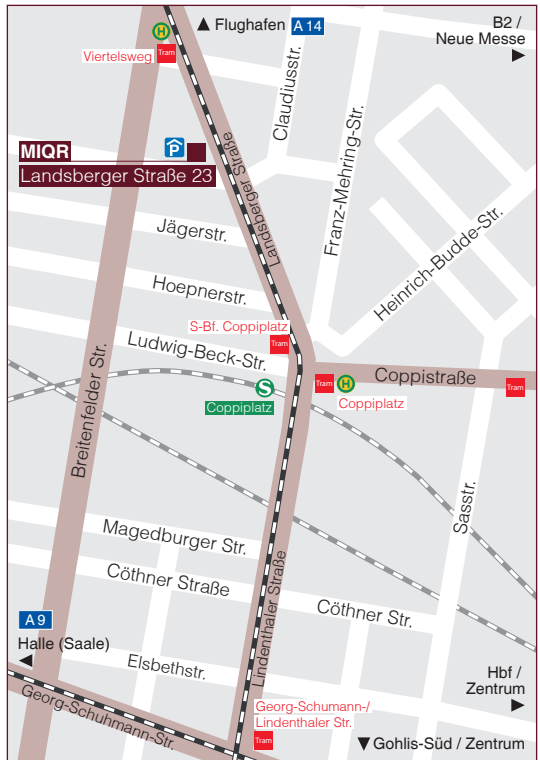 ▲ Flughafen A 14
B2 /
Neue Messe
▶
H
Viertelsweg
Tram
Claudiusstr.
Franz-Mehring-Str.
Landsberger Straße
P
MIQR
Landsberger Straße 23
Jägerstr.
Heinrich-Budde-Str.
Hoepnerstr.
S-Bf. Coppiplatz
Tram
Ludwig-Beck-Str.
Breitenfelder Str.
Tram
H
Coppistraße
Tram
S
Coppiplatz
Coppiplatz
Sasstr.
Magedburger Str.
Cöthner Straße
Cöthner Str.
Lindenthaler Straße
A 9
Halle (Saale)
◀
Elsbethstr.
Georg-Schuhmann-Str.
Hbf /
Zentrum
▶
Georg-Schumann-/
Lindenthaler Str.
Tram
▼ Gohlis-Süd / Zentrum